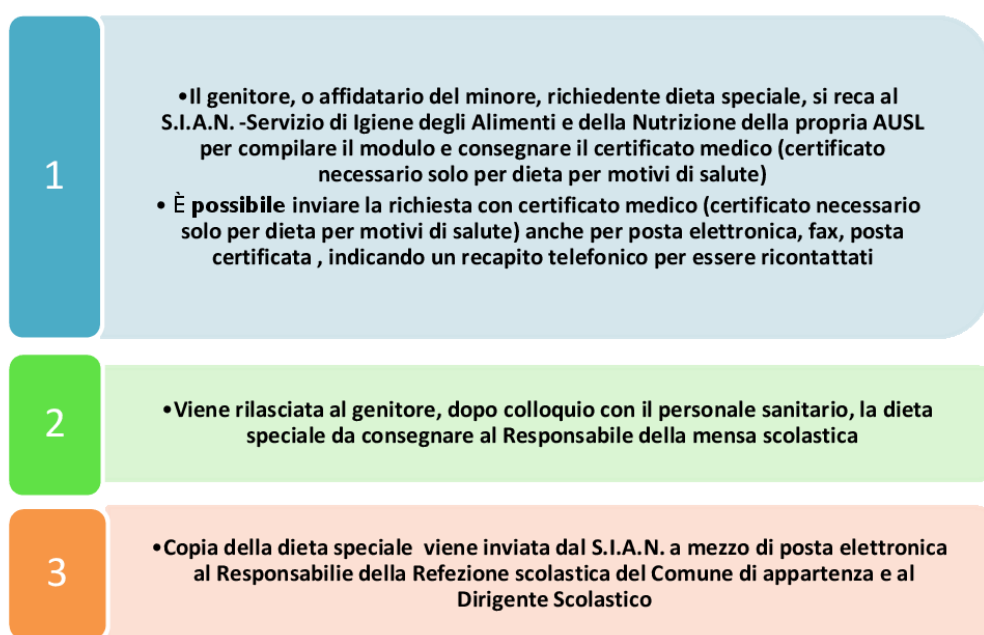 1
•Il genitore, o affidatario del minore, richiedente dieta speciale, si reca al
S.I.A.N. -Servizio di Igiene degli Alimenti e della Nutrizione della propria AUSL
per compilare il modulo e consegnare il certificato medico (certificato
necessario solo per dieta per motivi di salute)
• È possibile inviare la richiesta con certificato medico (certificato necessario
solo per dieta per motivi di salute) anche per posta elettronica, fax, posta
certificata , indicando un recapito telefonico per essere ricontattati
2
•Viene rilasciata al genitore, dopo colloquio con il personale sanitario, la dieta
speciale da consegnare al Responsabile della mensa scolastica
3
•Copia della dieta speciale viene inviata dal S.I.A.N. a mezzo di posta elettronica
al Responsabilie della Refezione scolastica del Comune di appartenza e al
Dirigente Scolastico